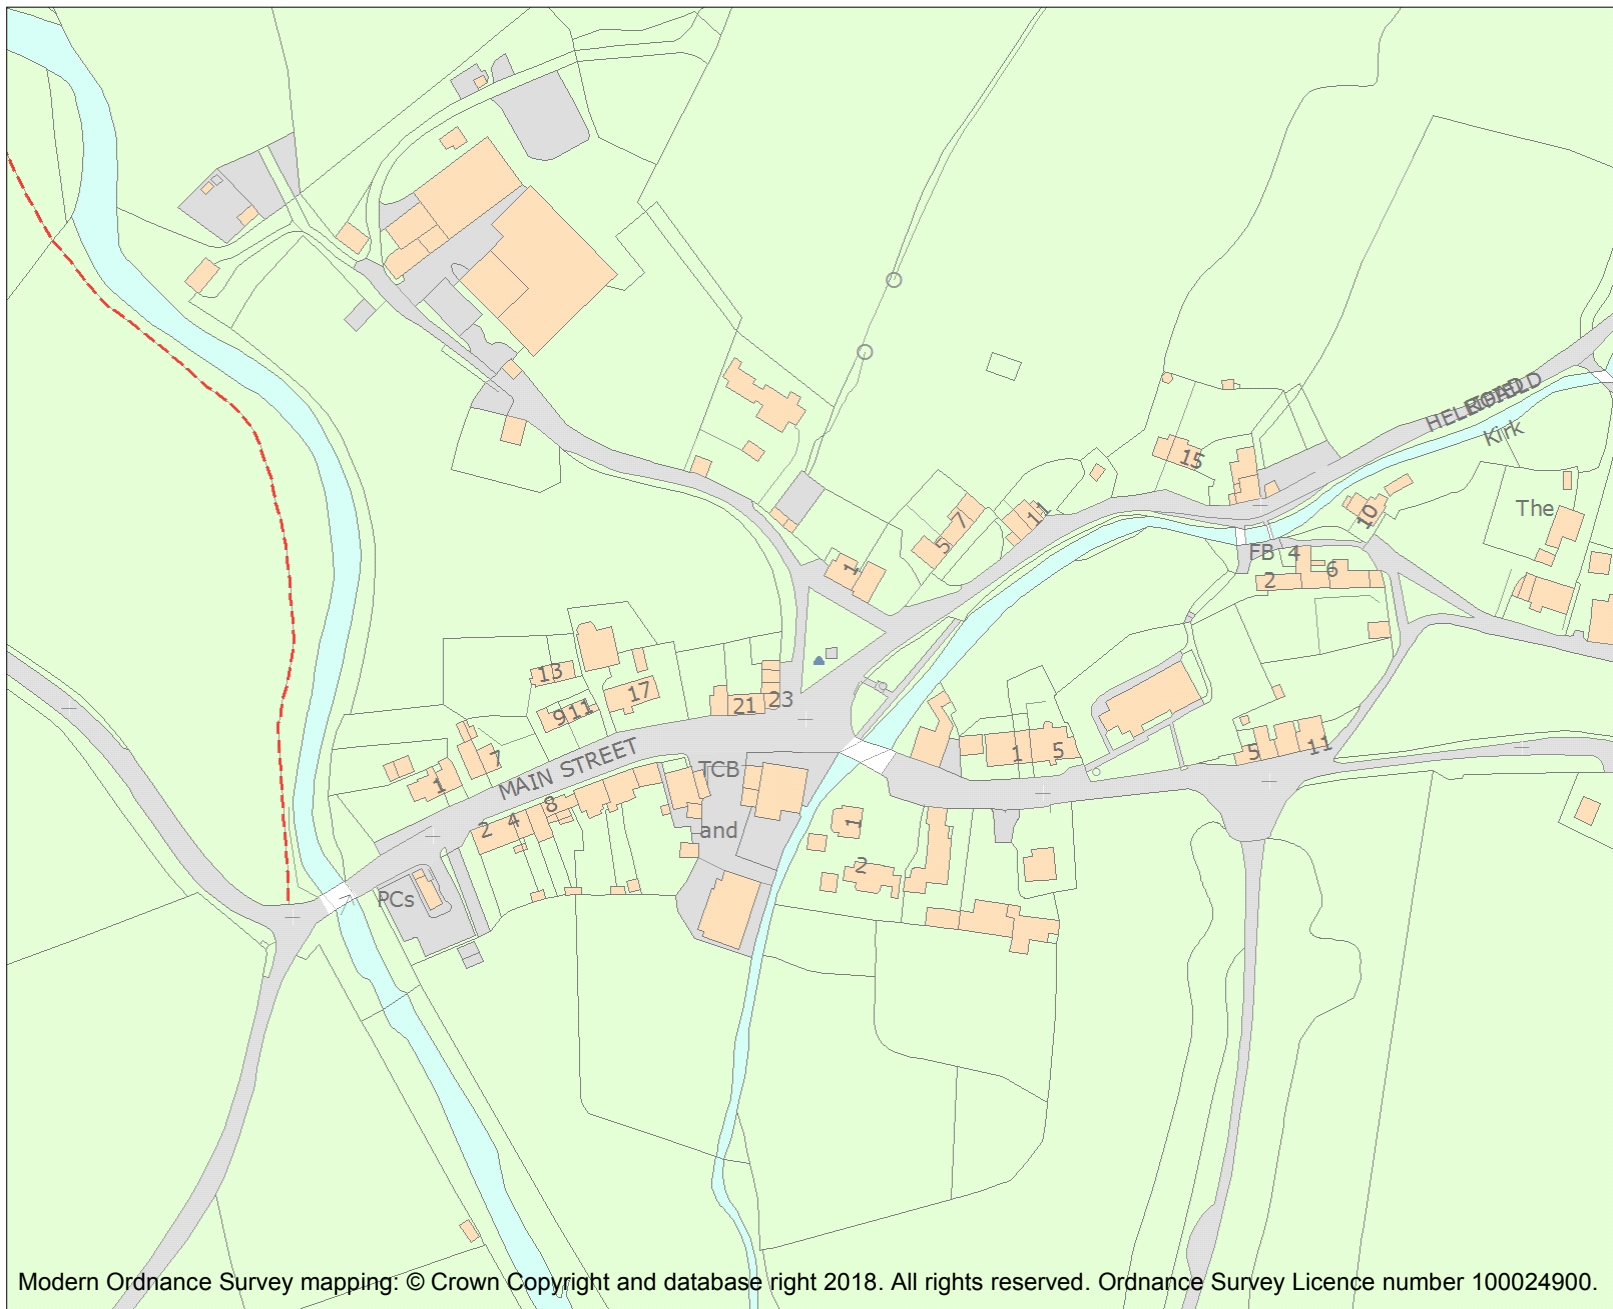 HELLIFIELD
ROAD
Kirk
15
11
7
5
1
10
The
FB
4
2
6
13
17
9
11
21
23
7
1
MAIN STREET
TCB
and
8
4
2
PCs
1
5
1
2
5
11
Modern Ordnance Survey mapping: © Crown Copyright and database right 2018. All rights reserved. Ordnance Survey Licence number 100024900.